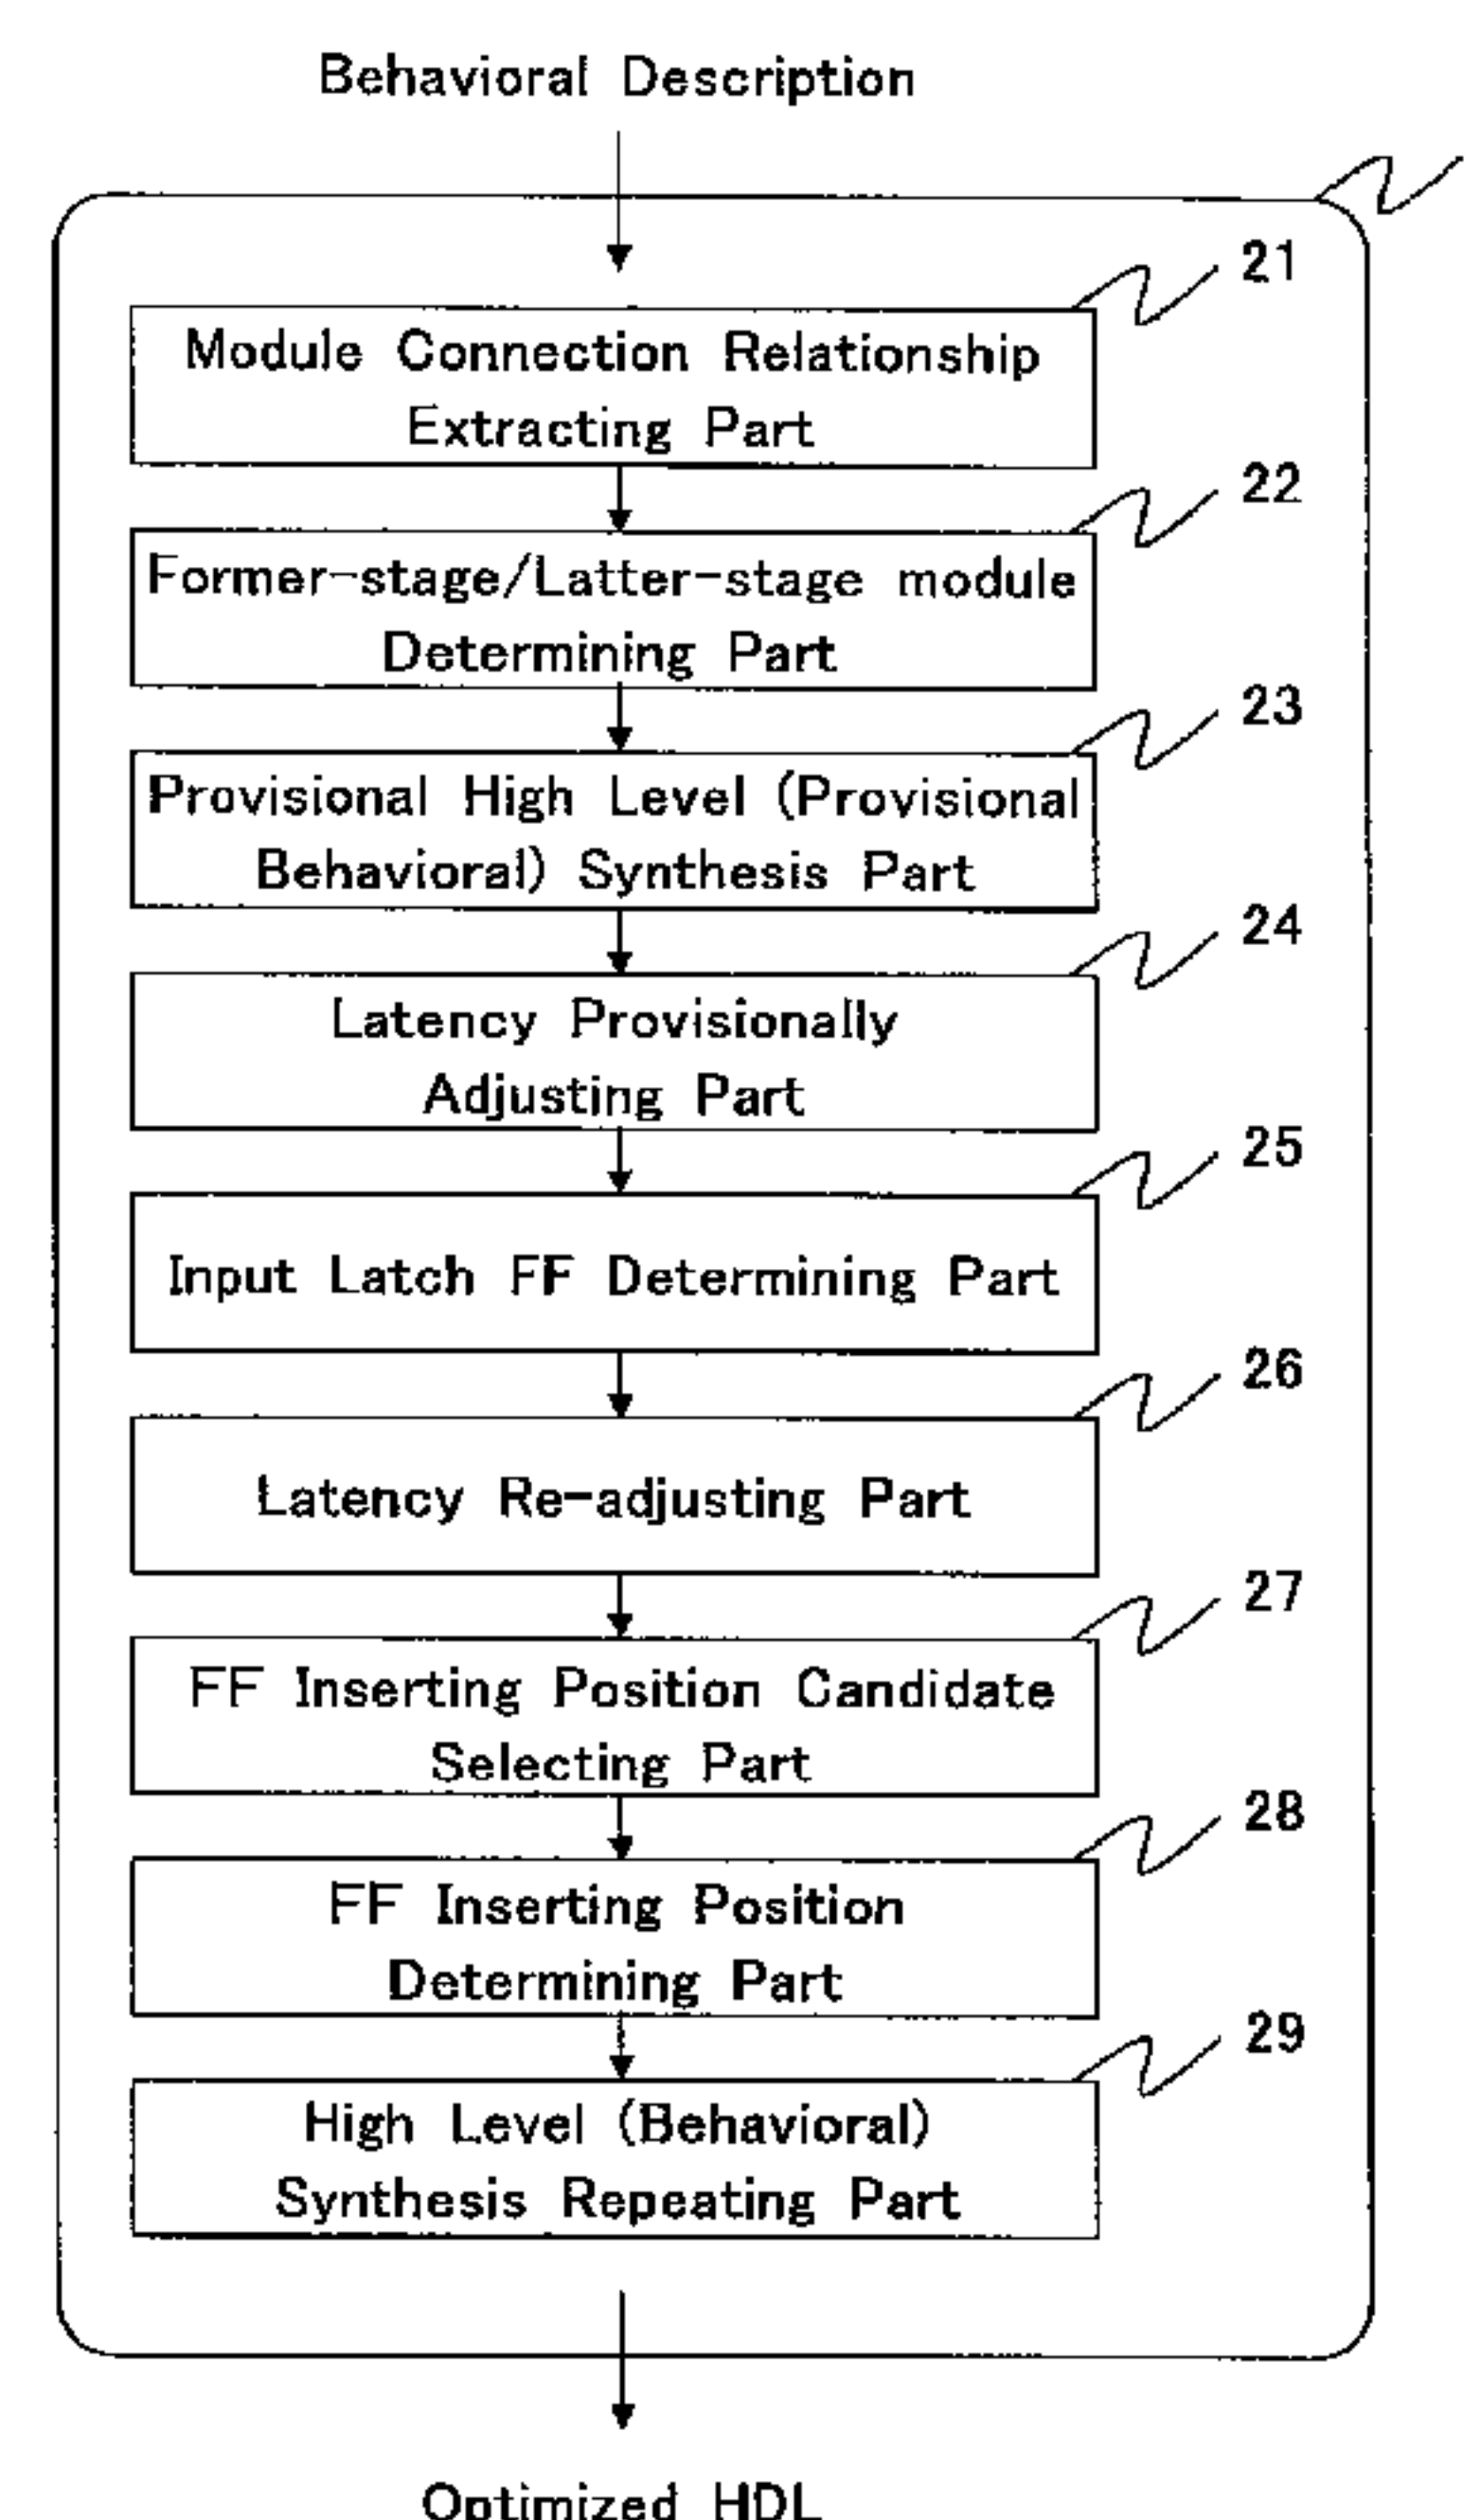 Behavioral Description
21
Module Connection Relationship
Extracting Part
22
Former-stage/Latter-stage module
Determining Part
23
Provisional High Level (Provisional
Behavioral) Synthesis Part
24
Latency Provisionally
Adjusting Part
25
Input Latch FF Determining Part
26
Latency Re-adjusting Part
27
FF Inserting Position Candidate
Selecting Part
28
FF Inserting Position
Determining Part
29
High Level (Behavioral)
Synthesis Repeating Part
Optimized HDL